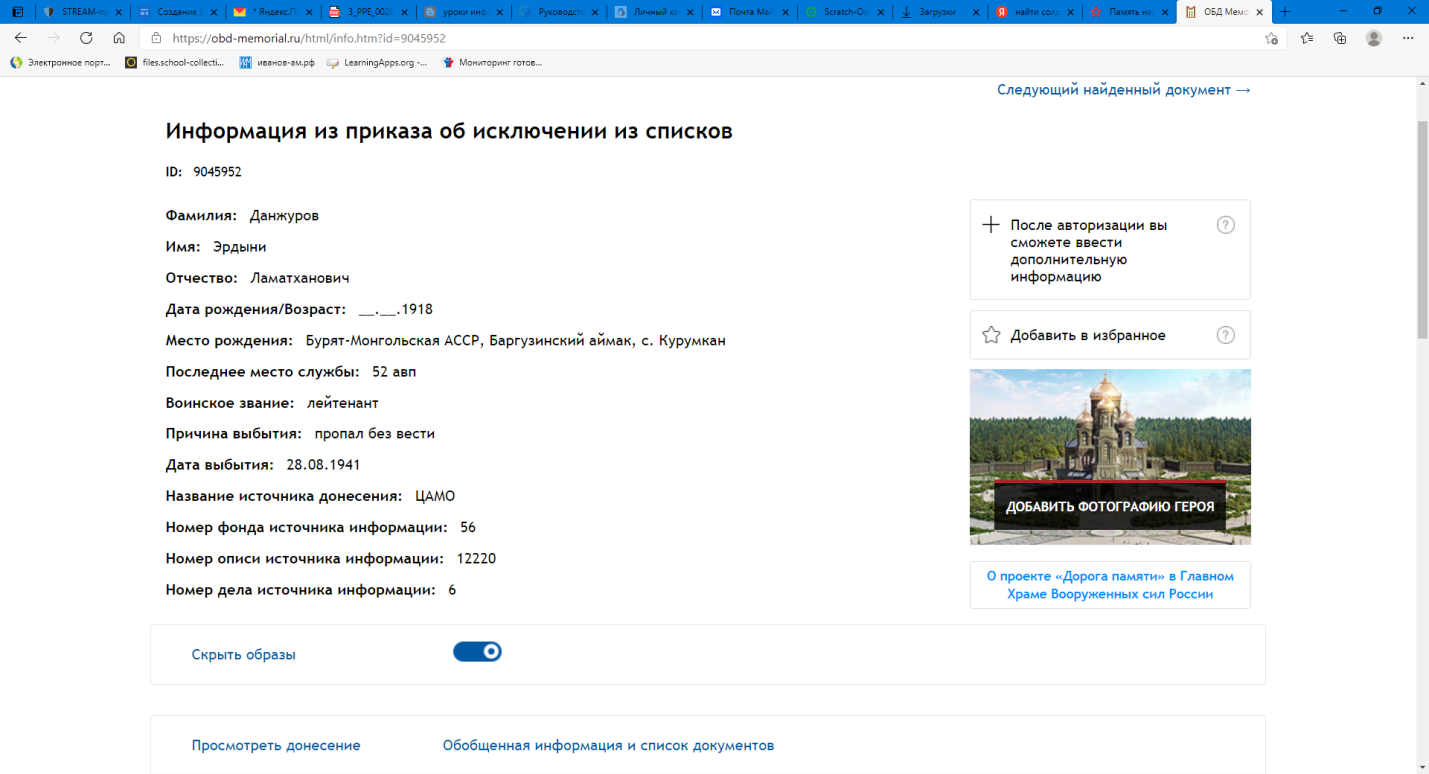 STREAM-
Создание
* Яндекс.П
3_PPE_002
уроки инф
Руководств
Личный ка
Почта Mail
Scratch-Ол
Загрузки
найти солд
Память на
ОБД Мемо
https://obd-memorial.ru/html/info.htm?id=9045952
Электронное порт...
files.school-collecti...
иванов-ам.рф
LearningApps.org -...
Мониторинг готов...
Следующий найденный документ →
Информация из приказа об исключении из списков
ID: 9045952
Фамилия: Данжуров
Имя: Эрдыни
Отчество: Ламатханович
Дата рождения/Возраст: __.__.1918
Место рождения: Бурят-Монгольская АССР, Баргузинский аймак, с. Курумкан
Последнее место службы: 52 авп
Воинское звание: лейтенант
Причина выбытия: пропал без вести
Дата выбытия: 28.08.1941
Название источника донесения: ЦАМО
Номер фонда источника информации: 56
Номер описи источника информации: 12220
Номер дела источника информации: 6
После авторизации вы
сможете ввести
дополнительную
информацию
?
Добавить в избранное
?
ДОБАВИТЬ ФОТОГРАФИЮ ГЕРОЯ
О проекте «Дорога памяти» в Главном
Храме Вооруженных сил России
Скрыть образы
Просмотреть донесение
Обобщенная информация и список документов